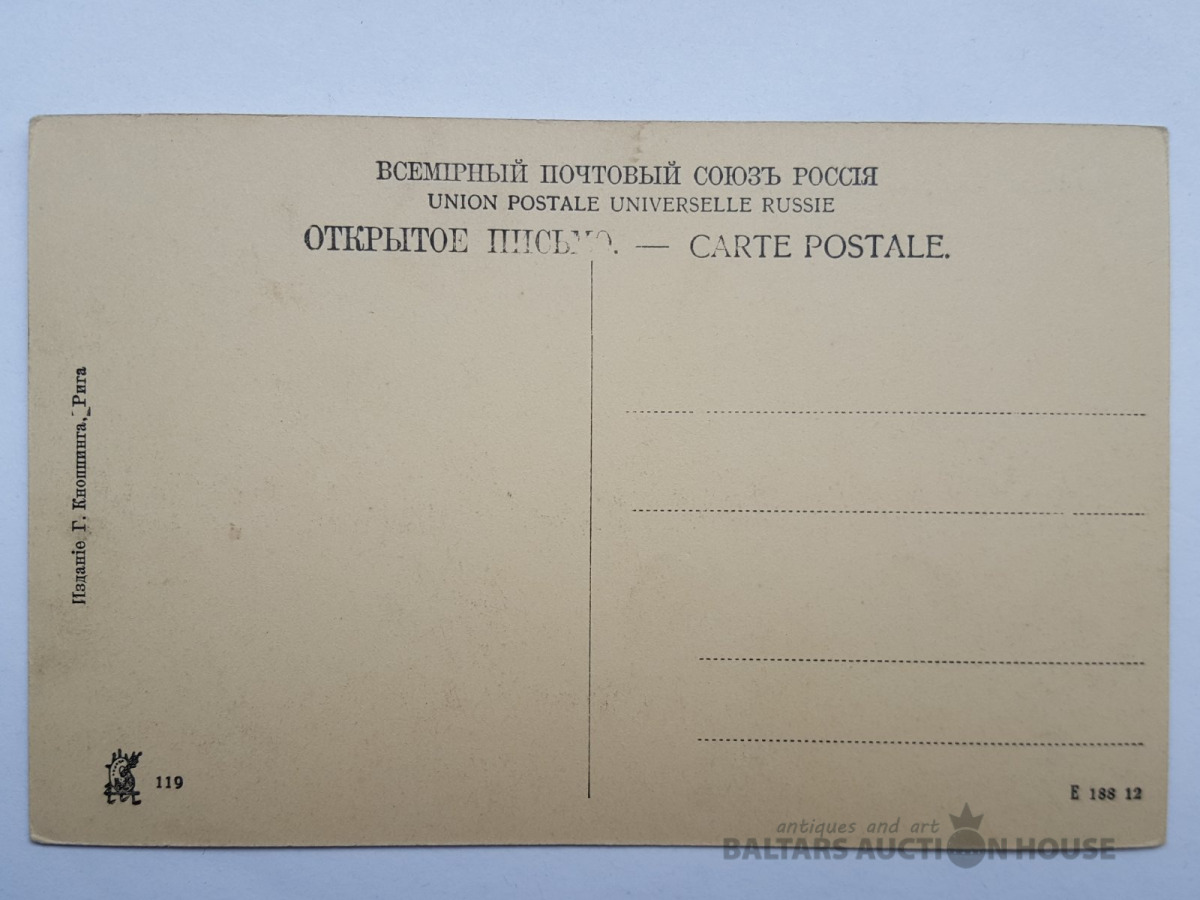 ВСЕМІРНЫЙ ПОЧТОВЫЙ СОЮЗЪ РОССІЯ
UNION POSTALE UNIVERSELLE RUSSIE
ОТКРЫТОЕ ПИСЬМО. — CARTE POSTALE.
Изданіе Г. Кноппинга, Рига
119
E 188 12
antiques and art
BALTARS AUCTION HOUSE